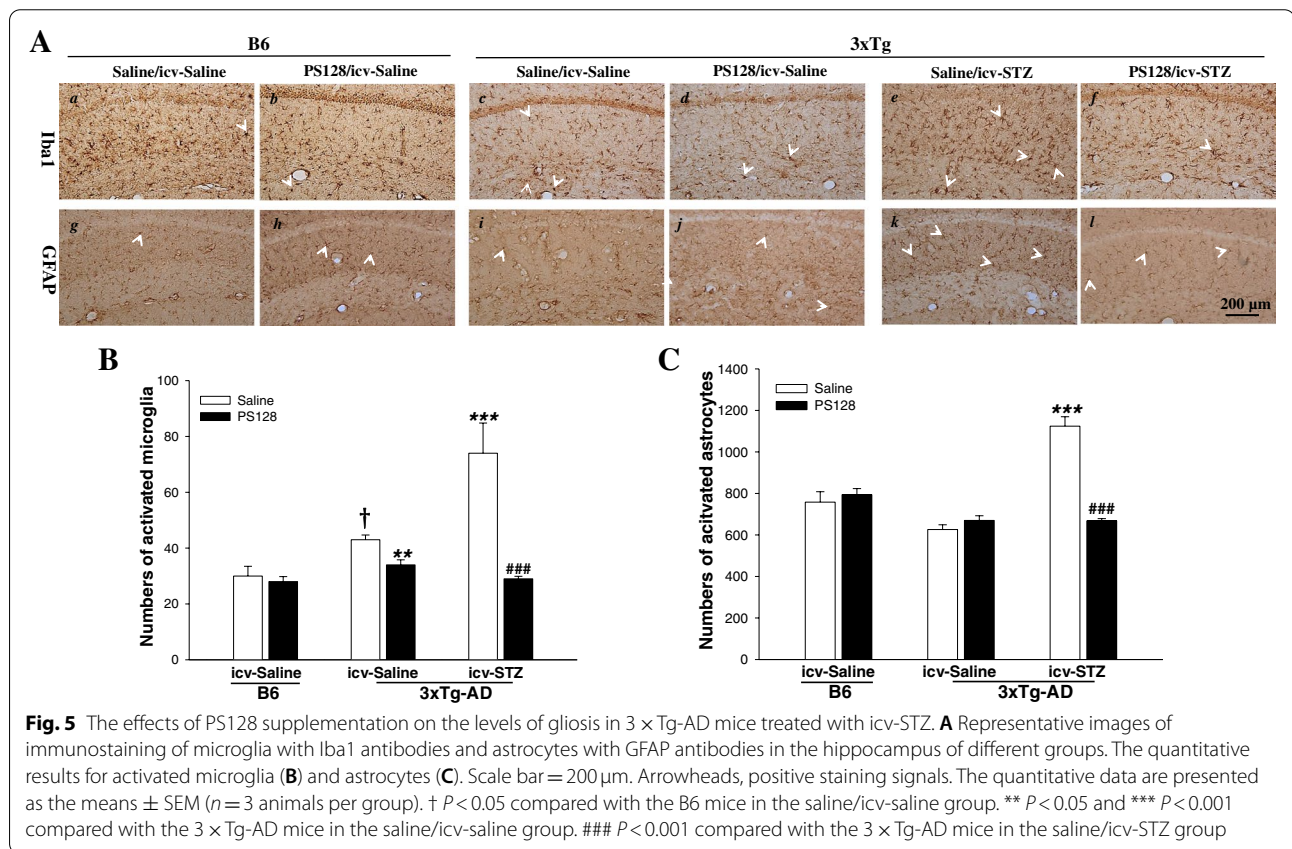 A
B6
3xTg
Saline/icv-Saline
PS128/icv-Saline
Saline/icv-Saline
PS128/icv-Saline
Saline/icv-STZ
PS128/icv-STZ
Iba1
a
b
c
d
e
f
GFAP
g
h
i
j
k
l
200 µm
B
Numbers of activated microglia
100
80
60
40
20
0
Saline
PS128
†
**
***
###
icv-Saline
icv-Saline
icv-STZ
B6
3xTg-AD
C
Numbers of acitvated astrocytes
1400
1200
1000
800
600
400
200
0
Saline
PS128
***
###
icv-Saline
icv-Saline
icv-STZ
B6
3xTg-AD
Fig. 5 The effects of PS128 supplementation on the levels of gliosis in 3 × Tg-AD mice treated with icv-STZ. A Representative images of
immunostaining of microglia with Iba1 antibodies and astrocytes with GFAP antibodies in the hippocampus of different groups. The quantitative
results for activated microglia (B) and astrocytes (C). Scale bar = 200 µm. Arrowheads, positive staining signals. The quantitative data are presented
as the means ± SEM (n = 3 animals per group). † P < 0.05 compared with the B6 mice in the saline/icv-saline group. ** P < 0.05 and *** P < 0.001
compared with the 3 × Tg-AD mice in the saline/icv-saline group. ### P < 0.001 compared with the 3 × Tg-AD mice in the saline/icv-STZ group